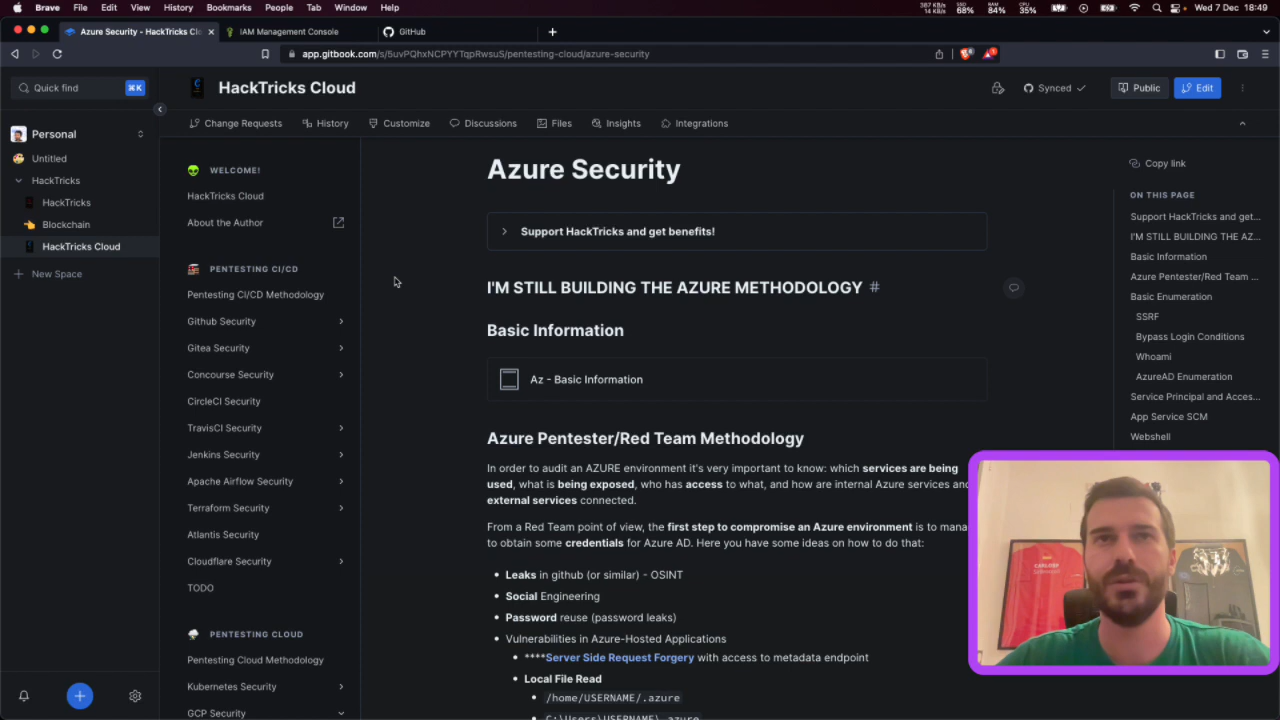 Brave File Edit View History Bookmarks People Tab Window Help
387 KB
14 KB
68%
84%
35%
Wed 7 Dec 18:49
Azure Security - HackTricks Clo
IAM Management Console
GitHub
app.gitbook.com/s/5uvPQhxNCPYYTqpRwsuS/pentesting-cloud/azure-security
Quick find
⌘K
HackTricks Cloud
Synced
Public
Edit
Change Requests
History
Customize
Discussions
Files
Insights
Integrations
Personal
Untitled
HackTricks
HackTricks
Blockchain
HackTricks Cloud
New Space
WELCOME!
HackTricks Cloud
About the Author
PENTESTING CI/CD
Pentesting CI/CD Methodology
Github Security
Gitea Security
Concourse Security
CircleCI Security
TravisCI Security
Jenkins Security
Apache Airflow Security
Terraform Security
Atlantis Security
Cloudflare Security
TODO
PENTESTING CLOUD
Pentesting Cloud Methodology
Kubernetes Security
GCP Security
Azure Security
Support HackTricks and get benefits!
I'M STILL BUILDING THE AZURE METHODOLOGY #
Basic Information
Az - Basic Information
Azure Pentester/Red Team Methodology
In order to audit an AZURE environment it's very important to know: which services are being
used, what is being exposed, who has access to what, and how are internal Azure services and
external services connected.
From a Red Team point of view, the first step to compromise an Azure environment is to mana
to obtain some credentials for Azure AD. Here you have some ideas on how to do that:
• Leaks in github (or similar) - OSINT
• Social Engineering
• Password reuse (password leaks)
• Vulnerabilities in Azure-Hosted Applications
• ****Server Side Request Forgery with access to metadata endpoint
• Local File Read
• /home/USERNAME/.azure
• C:\Users\USERNAME\.azure
Copy link
ON THIS PAGE
Support HackTricks and get...
I'M STILL BUILDING THE AZ...
Basic Information
Azure Pentester/Red Team ...
Basic Enumeration
SSRF
Bypass Login Conditions
Whoami
AzureAD Enumeration
Service Principal and Acces...
App Service SCM
Webshell